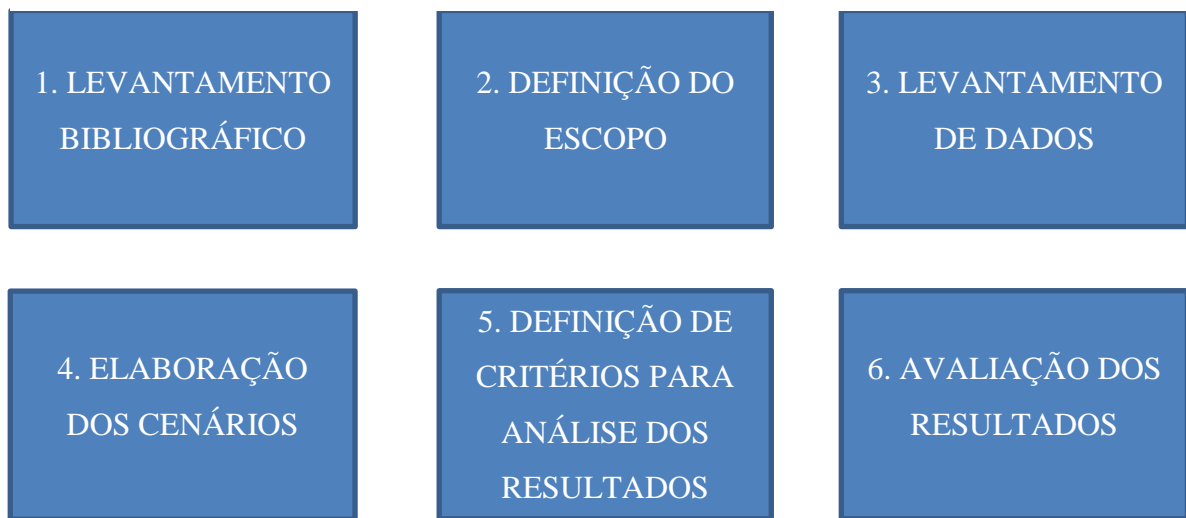 1. LEVANTAMENTO
BIBLIOGRÁFICO
2. DEFINIÇÃO DO
ESCOPO
3. LEVANTAMENTO
DE DADOS
4. ELABORAÇÃO
DOS CENÁRIOS
5. DEFINIÇÃO DE
CRITÉRIOS PARA
ANÁLISE DOS
RESULTADOS
6. AVALIAÇÃO DOS
RESULTADOS